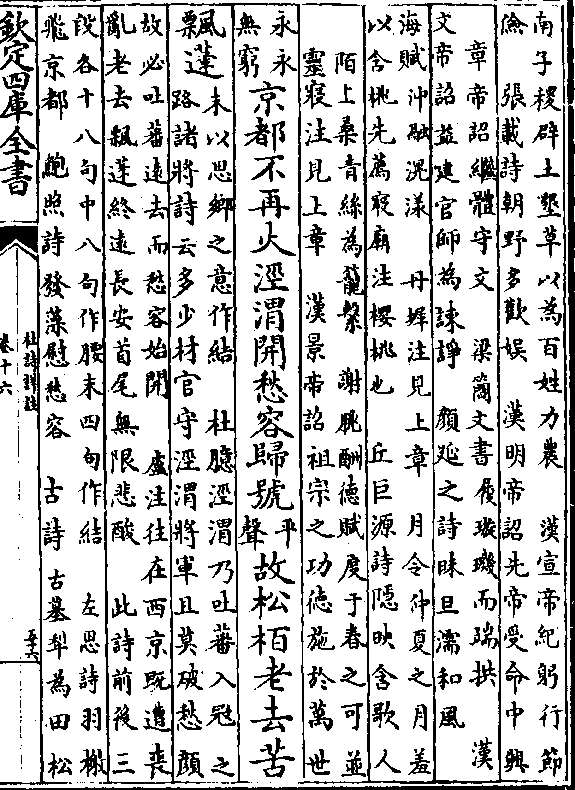 南子稷辟土墾草以為百姓力農 漢宣帝紀躬行節
儉 張載詩朝野多歡娯 漢明帝詔先帝受命中興
章帝詔繼體守文 梁簡文書履璇璣而端拱 漢
文帝詔益建官師為諫諍 顔延之詩昧旦濡和風
海賦沖融滉漾 丹墀注見上章 月令仲夏之月羞
以含桃先薦寢廟注櫻桃也 丘巨源詩隱映含歌人
陌上桑青絲為籠繫 謝朓酬德賦度于春之可並
靈寢注見上章 漢景帝詔祖宗之功德施於萬世
永永
無窮
京都不再火涇渭開愁容歸號平聲故松栢老去苦
飄蓬
末以思鄉之意作結 杜臆涇渭乃吐蕃入冦之
路諸將詩云多少材官守涇渭將軍且莫破愁顔
故必吐蕃遠去而愁容始開 盧注往在西京既遭喪
亂老去飄蓬終遠長安首尾無限悲酸 此詩前後三
段各十八句中八句作腰末四句作結 左思詩羽檄
飛京都 鮑照詩發藻慰愁容 古詩古墓犂為田松
欽定四庫全書
杜詩詳註
卷十六